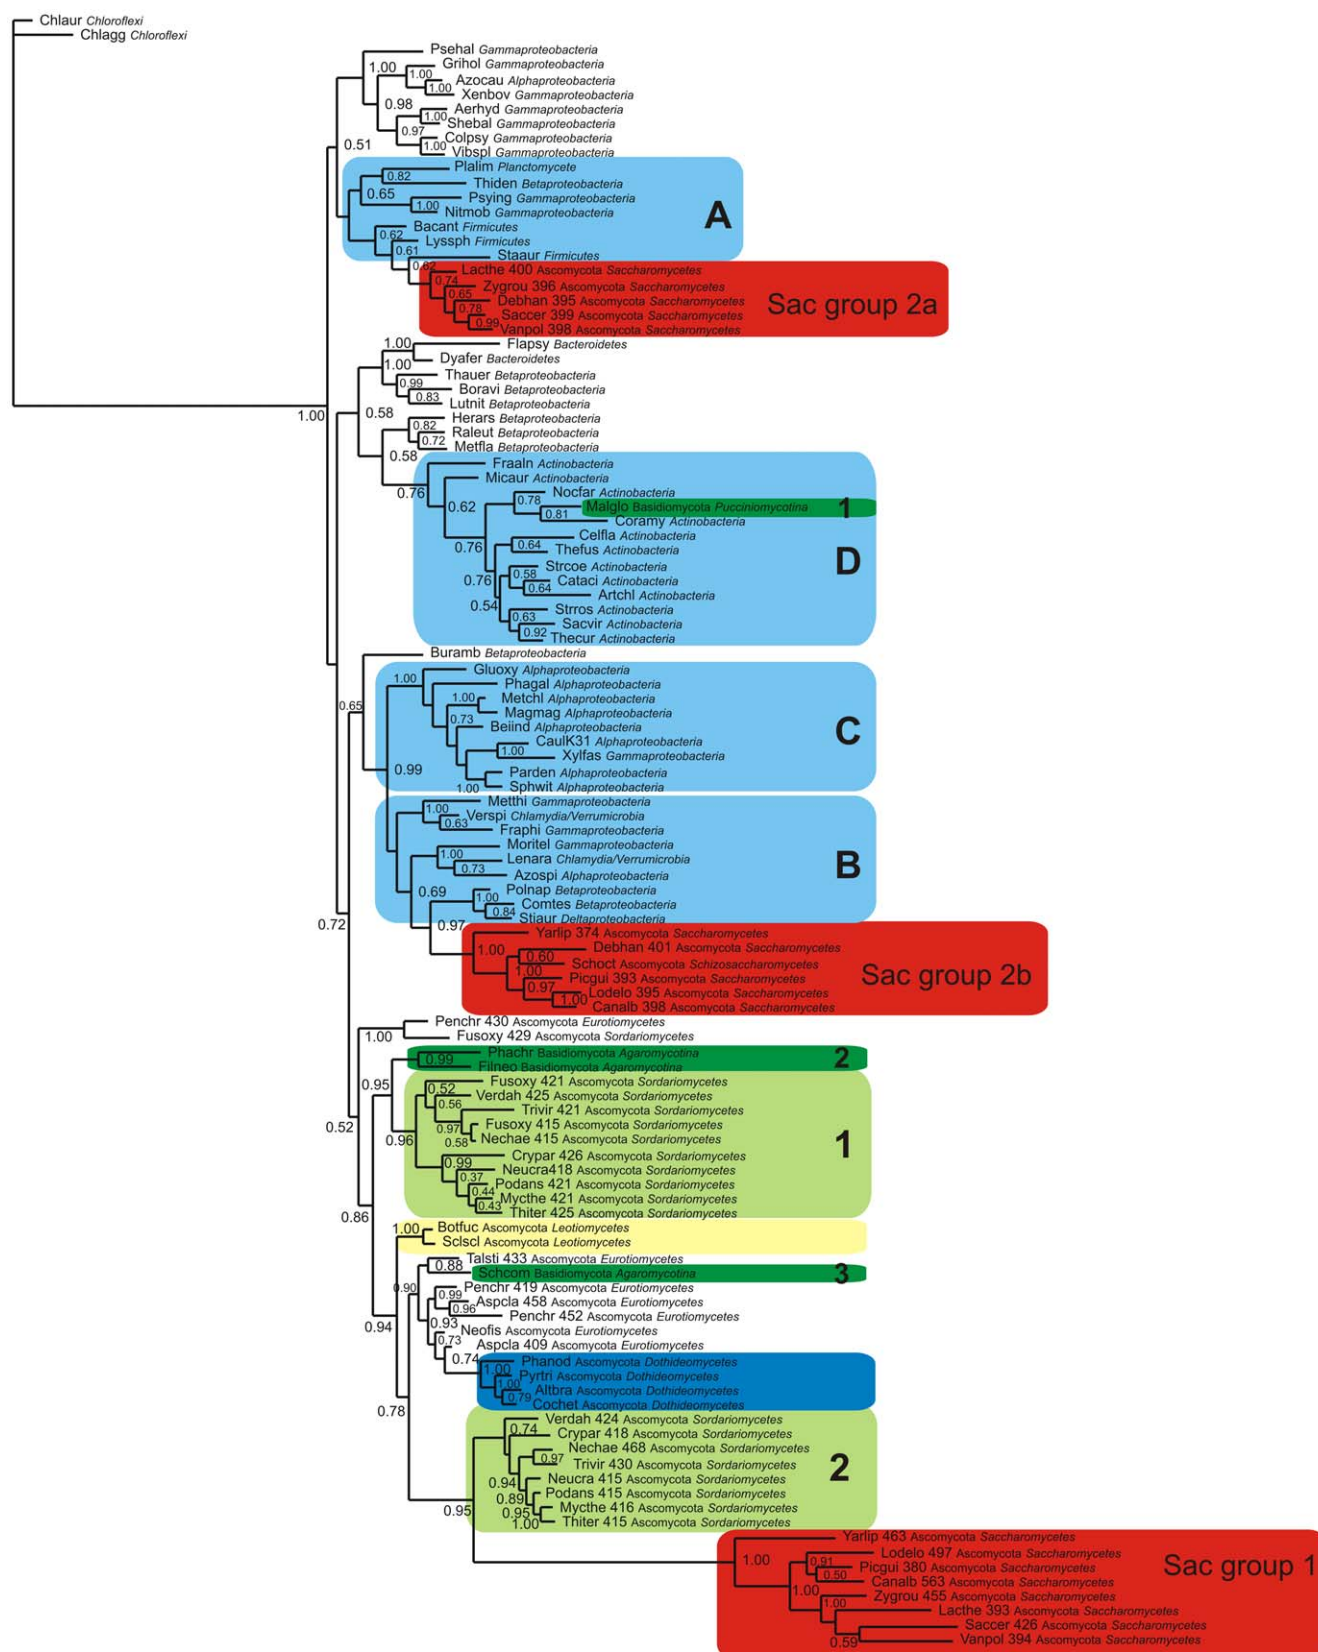 Chlaur Chloroflexi
Chlagg Chloroflexi
Psehal Gammaproteobacteria
Grihol Gammaproteobacteria
1.00
1.00
Azocau Alphaproteobacteria
1.00
Xenbov Gammaproteobacteria
0.98
Aerhyd Gammaproteobacteria
1.00
Shebal Gammaproteobacteria
0.97
Colpsy Gammaproteobacteria
0.51
1.00
Vibspl Gammaproteobacteria
Plalim Planctomycete
0.82
Thiden Betaproteobacteria
0.65
Psying Gammaproteobacteria
1.00
Nitmob Gammaproteobacteria
A
Bacant Firmicutes
0.62
Lyssph Firmicutes
0.61
Staaur Firmicutes
0.62
Lacthe 400 Ascomycota Saccharomycetes
0.74
Zygrou 396 Ascomycota Saccharomycetes
0.65
Debhan 395 Ascomycota Saccharomycetes
Sac group 2a
0.78
Saccer 399 Ascomycota Saccharomycetes
0.99
Vanpol 398 Ascomycota Saccharomycetes
1.00
Flapsy Bacteroidetes
Dyafer Bacteroidetes
1.00
Thauer Betaproteobacteria
0.99
Boravi Betaproteobacteria
0.83
Lutnit Betaproteobacteria
1.00
0.58
Herars Betaproteobacteria
0.82
Raleut Betaproteobacteria
0.72
Metfla Betaproteobacteria
0.58
Fraaln Actinobacteria
Micaur Actinobacteria
0.76
Nocfar Actinobacteria
0.78
0.62
Malglo Basidiomycota Pucciniomycotina
1
0.81
Coramy Actinobacteria
Celfla Actinobacteria
0.76
0.64
Thefus Actinobacteria
D
Strcoe Actinobacteria
0.58
0.76
Cataci Actinobacteria
0.64
Artchl Actinobacteria
0.54
Strros Actinobacteria
0.63
Sacvir Actinobacteria
0.92
Thecur Actinobacteria
Buramb Betaproteobacteria
Gluoxy Alphaproteobacteria
1.00
Phagal Alphaproteobacteria
1.00
Metchl Alphaproteobacteria
0.65
Magmag Alphaproteobacteria
0.73
Beiind Alphaproteobacteria
C
CaulK31 Alphaproteobacteria
1.00
Xylfas Gammaproteobacteria
0.99
Parden Alphaproteobacteria
1.00
Sphwit Alphaproteobacteria
Metthi Gammaproteobacteria
1.00
Verspi Chlamydia/Verrumicrobia
0.63
Fraphi Gammaproteobacteria
Moritel Gammaproteobacteria
1.00
Lenara Chlamydia/Verrumicrobia
B
0.73
Azospi Alphaproteobacteria
0.69
Polnap Betaproteobacteria
1.00
Comtes Betaproteobacteria
0.84
Stiaur Deltaproteobacteria
0.72
0.97
Yarlip 374 Ascomycota Saccharomycetes
1.00
Debhan 401 Ascomycota Saccharomycetes
0.60
Schoct Ascomycota Schizosaccharomycetes
1.00
Sac group 2b
Picgui 393 Ascomycota Saccharomycetes
0.97
Lodelo 395 Ascomycota Saccharomycetes
1.00
Canalb 398 Ascomycota Saccharomycetes
Penchr 430 Ascomycota Eurotiomycetes
1.00
Fusoxy 429 Ascomycota Sordariomycetes
Phachr Basidiomycota Agaromycotina
2
0.99
Filneo Basidiomycota Agaromycotina
0.95
Fusoxy 421 Ascomycota Sordariomycetes
0.52
Verdah 425 Ascomycota Sordariomycetes
0.56
Trivir 421 Ascomycota Sordariomycetes
0.52
0.97
Fusoxy 415 Ascomycota Sordariomycetes
0.96
0.58
Nechae 415 Ascomycota Sordariomycetes
1
Crypar 426 Ascomycota Sordariomycetes
0.99
Neucra418 Ascomycota Sordariomycetes
0.37
Podans 421 Ascomycota Sordariomycetes
0.44
Mycthe 421 Ascomycota Sordariomycetes
0.43
Thiter 425 Ascomycota Sordariomycetes
0.86
Botfuc Ascomycota Leotiomycetes
1.00
Sclscl Ascomycota Leotiomycetes
Talsti 433 Ascomycota Eurotiomycetes
0.88
Schcom Basidiomycota Agaromycotina
3
0.90
Penchr 419 Ascomycota Eurotiomycetes
0.99
Aspcla 458 Ascomycota Eurotiomycetes
0.96
Penchr 452 Ascomycota Eurotiomycetes
0.94
0.93
Neofis Ascomycota Eurotiomycetes
0.73
Aspcla 409 Ascomycota Eurotiomycetes
0.74
Phanod Ascomycota Dothideomycetes
1.00
Pyrtri Ascomycota Dothideomycetes
1.00
Altbra Ascomycota Dothideomycetes
0.79
Cochet Ascomycota Dothideomycetes
0.78
Verdah 424 Ascomycota Sordariomycetes
0.74
Crypar 418 Ascomycota Sordariomycetes
Nechae 468 Ascomycota Sordariomycetes
0.97
Trivir 430 Ascomycota Sordariomycetes
2
0.94
Neucra 415 Ascomycota Sordariomycetes
0.89
Podans 415 Ascomycota Sordariomycetes
0.95
0.95
Mycthe 416 Ascomycota Sordariomycetes
1.00
Thiter 415 Ascomycota Sordariomycetes
Yarlip 463 Ascomycota Saccharomycetes
1.00
Lodelo 497 Ascomycota Saccharomycetes
0.91
Picgui 380 Ascomycota Saccharomycetes
Sac group 1
0.50
Canalb 563 Ascomycota Saccharomycetes
1.00
Zygrou 455 Ascomycota Saccharomycetes
1.00
Lacthe 393 Ascomycota Saccharomycetes
Saccer 426 Ascomycota Saccharomycetes
0.59
Vanpol 394 Ascomycota Saccharomycetes